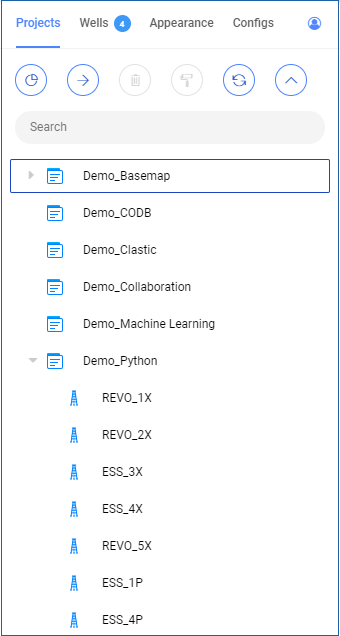 Projects Wells 4 Appearance Configs
Search
Demo_Basemap
Demo_CODB
Demo_Clastic
Demo_Collaboration
Demo_Machine Learning
Demo_Python
REVO_1X
REVO_2X
ESS_3X
ESS_4X
REVO_5X
ESS_1P
ESS_4P